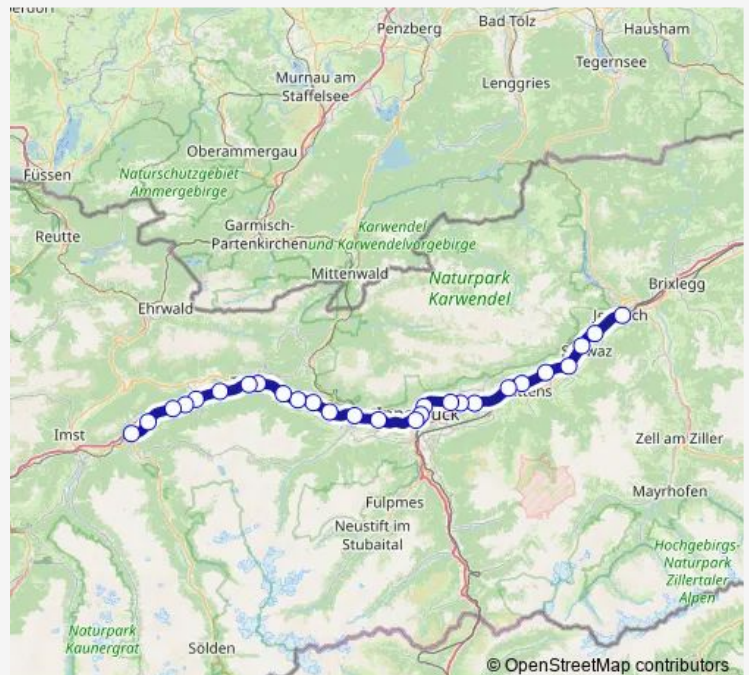 Penzberg
Bad Tölz
Hausham
Murnau am
Staffelsee
Tegernsee
Lenggries
Oberammergau
Füssen
Naturschutzgebiet
Ammergebirge
Reutte
Garmisch-
Partenkirchen
Karwendel
und Karwendelvorgebirge
Mittenwald
Naturpark
Karwendel
Brixlegg
Ehrwald
Imst
Zell am Ziller
Mayrhofen
Fulpmes
Neustift im
Stubaital
Hochgebirgs-
Naturpark
Zillertaler
Alpen
Naturpark
Kaunergrat
Sölden
© OpenStreetMap contributors